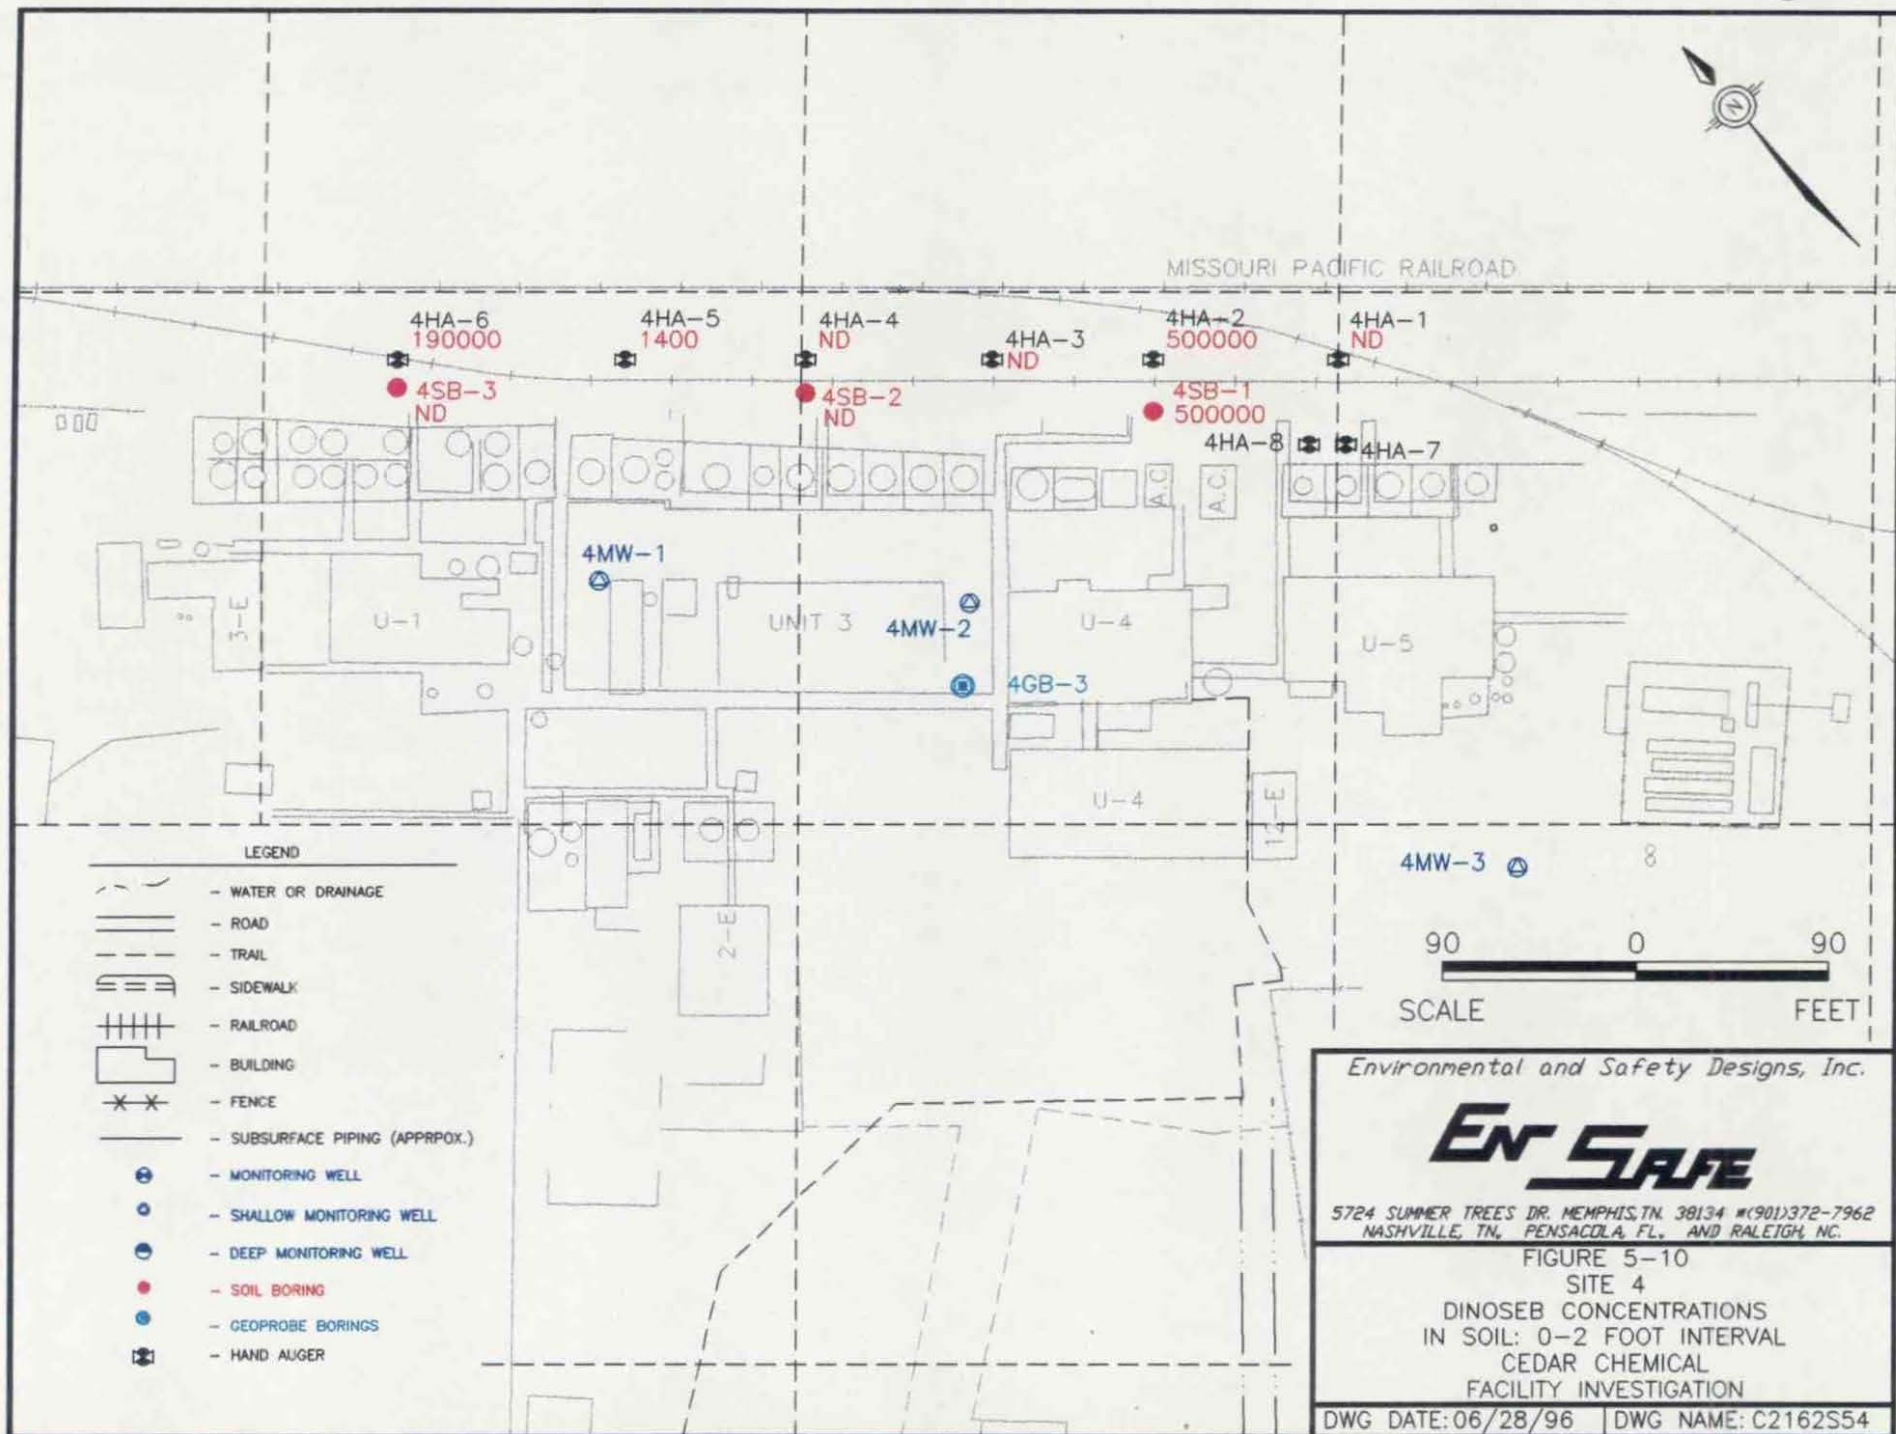 MISSOURI PACIFIC RAILROAD
4HA-6
190000
4HA-5
1400
4HA-4
ND
4HA-3
ND
4HA-2
500000
4HA-1
ND
4SB-3
ND
4SB-2
ND
4SB-1
500000
4HA-8
4HA-7
A.C.
A.C.
4MW-1
3-E
U-1
UNIT 3
4MW-2
U-4
U-5
4GB-3
U-4
12-E
2-E
4MW-3
8
N
LEGEND
- WATER OR DRAINAGE
- ROAD
- TRAIL
- SIDEWALK
- RAILROAD
- BUILDING
- FENCE
- SUBSURFACE PIPING (APPRPOX.)
- MONITORING WELL
- SHALLOW MONITORING WELL
- DEEP MONITORING WELL
- SOIL BORING
- GEOPROBE BORINGS
- HAND AUGER
90 0 90
SCALE FEET
Environmental and Safety Designs, Inc.
EnSafe
5724 SUMMER TREES DR. MEMPHIS, TN. 38134 #(901)372-7962
NASHVILLE, TN, PENSACOLA, FL. AND RALEIGH, NC.
FIGURE 5-10
SITE 4
DINOSEB CONCENTRATIONS
IN SOIL: 0-2 FOOT INTERVAL
CEDAR CHEMICAL
FACILITY INVESTIGATION
DWG DATE: 06/28/96 DWG NAME: C2162S54